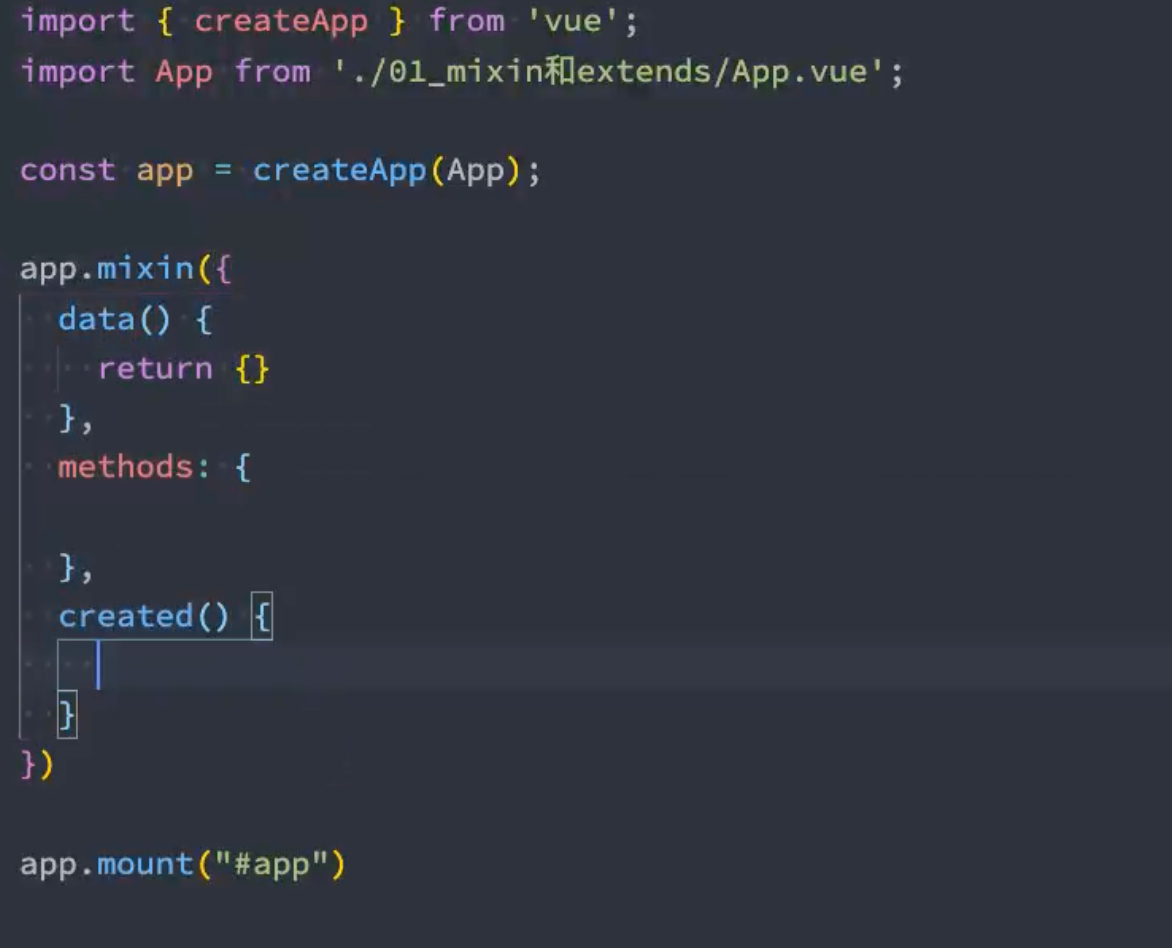 import { createApp } from 'vue';
import App from './01_mixin和extends/App.vue';
const app = createApp(App);
app.mixin({
data() {
return {}
},
methods: {
},
created() {
}
})
app.mount("#app")